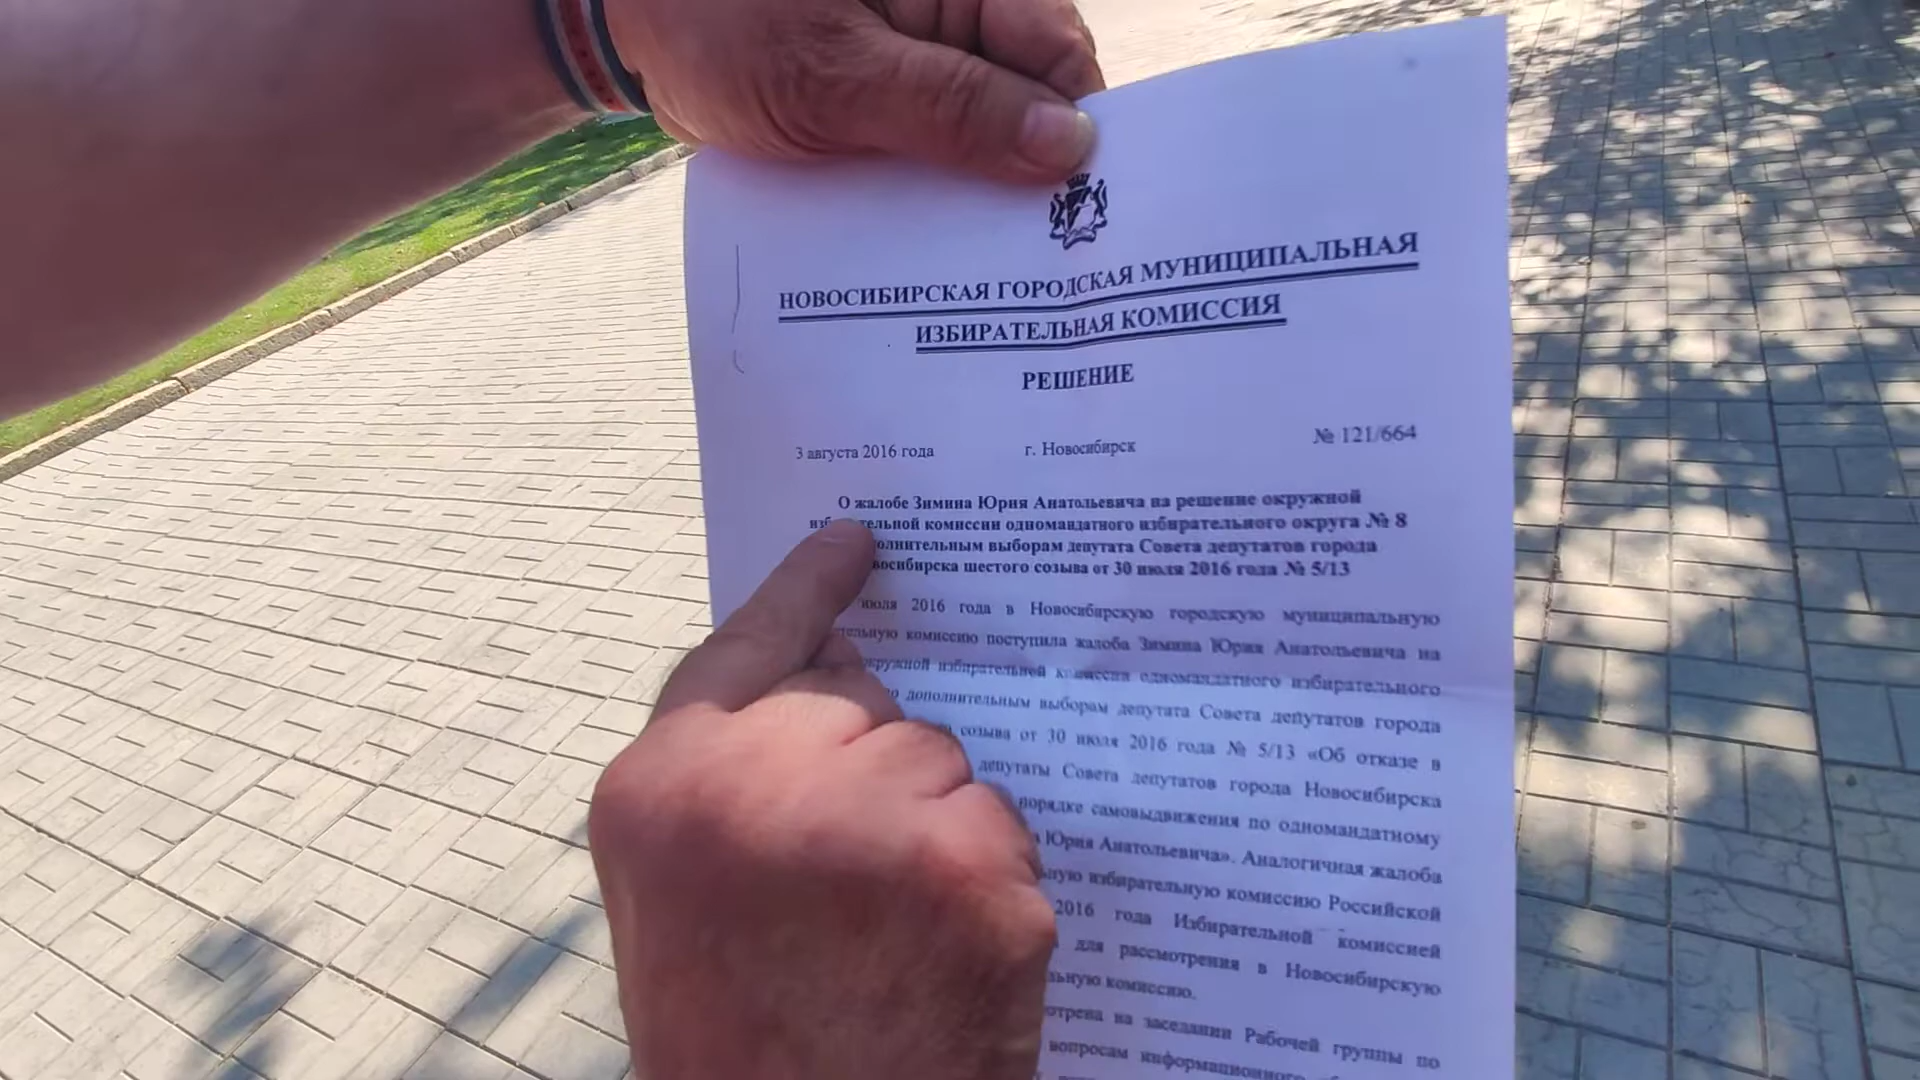 НОВОСИБИРСКАЯ ГОРОДСКАЯ МУНИЦИПАЛЬНАЯ
ИЗБИРАТЕЛЬНАЯ КОМИССИЯ
РЕШЕНИЕ
3 августа 2016 года г. Новосибирск № 121/664
О жалобе Зимина Юрия Анатольевича на решение окружной
комиссии одномандатного избирательного округа № 8
выборам депутата Совета депутатов города
шестого созыва от 30 июля 2016 года № 5/13
июля 2016 года в Новосибирскую городскую муниципальную
комиссию поступила жалоба Зимина Юрия Анатольевича на
окружной избирательной комиссии одномандатного избирательного
по дополнительным выборам депутата Совета депутатов города
созыва от 30 июля 2016 года № 5/13 «Об отказе в
депутаты Совета депутатов города Новосибирска
порядке самовыдвижения по одномандатному
Юрия Анатольевича». Аналогичная жалоба
избирательную комиссию Российской
2016 года Избирательной комиссией
для рассмотрения в Новосибирскую
комиссию.
на заседании Рабочей группы по
вопросам информационного